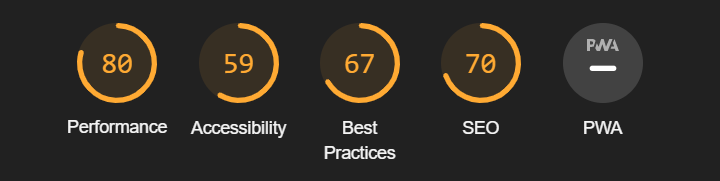 80 59 67 70 PWA
Performance Accessibility Best Practices SEO PWA